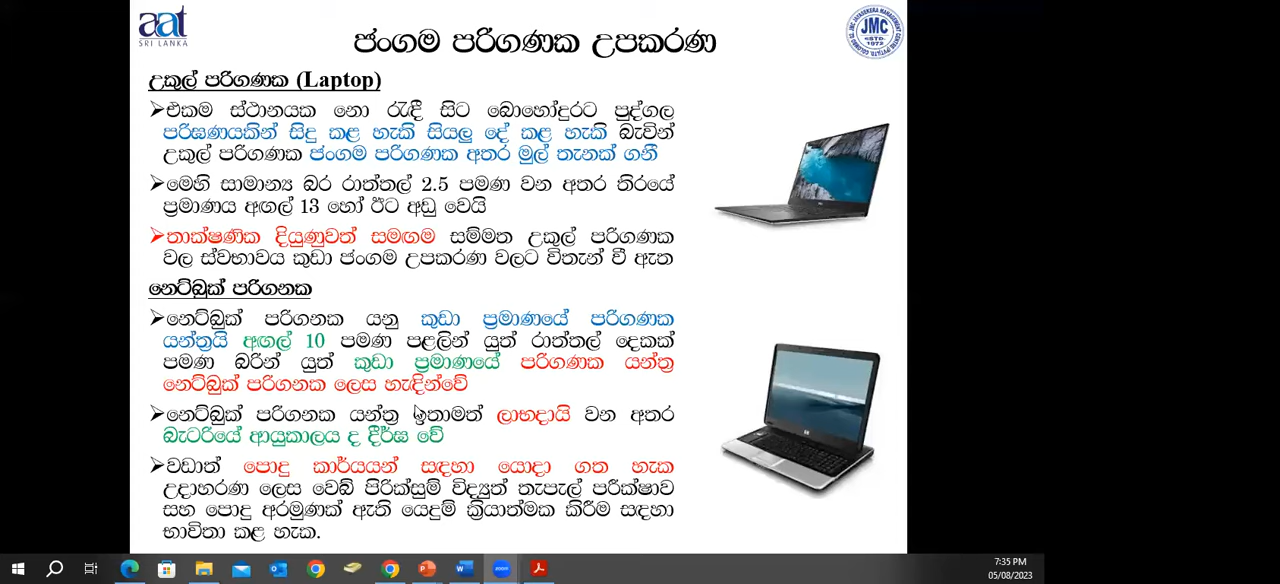 aat
SRI LANKA
ජංගම පරිගණක උපකරණ
JMC
ESTD.
1972
උකුල් පරිගණක (Laptop)
➢එකම ස්ථානයක නො රැඳී සිට බොහෝදුරට පුද්ගල
පරිඝණයකින් සිදු කළ හැකි සියලු දේ කළ හැකි බැවින්
උකුල් පරිගණක ජංගම පරිගණක අතර මුල් තැනක් ගනී
➢මෙහි සාමාන්‍ය බර රාත්තල් 2.5 පමණ වන අතර තිරයේ
ප්‍රමාණය අඟල් 13 හෝ ඊට අඩු වෙයි
➢තාක්ෂණික දියුණුවත් සමඟම සම්මත උකුල් පරිගණක
වල ස්වභාවය කුඩා ජංගම උපකරණ වලට විතැන් වී ඇත
නෙට්බුක් පරිගනක
➢නෙට්බුක් පරිගනක යනු කුඩා ප්‍රමාණයේ පරිගණක
යන්ත්‍රයි අඟල් 10 පමණ පළලින් යුත් රාත්තල් දෙකක්
පමණ බරින් යුත් කුඩා ප්‍රමාණයේ පරිගණක යන්ත්‍ර
නෙට්බුක් පරිගනක ලෙස හැඳින්වේ
➢නෙට්බුක් පරිගනක යන්ත්‍ර ඉතාමත් ලාභදායි වන අතර
බැටරියේ ආයුකාලය ද දීර්ඝ වේ
➢වඩාත් පොදු කාර්යයන් සඳහා යොදා ගත හැක
උදාහරණ ලෙස වෙබ් පිරික්සුම් විද්‍යුත් තැපැල් පරීක්ෂාව
සහ පොදු අරමුණක් ඇති යෙදුම් ක්‍රියාත්මක කිරීම සඳහා
භාවිතා කළ හැක.
zoom
7:35 PM
05/08/2023